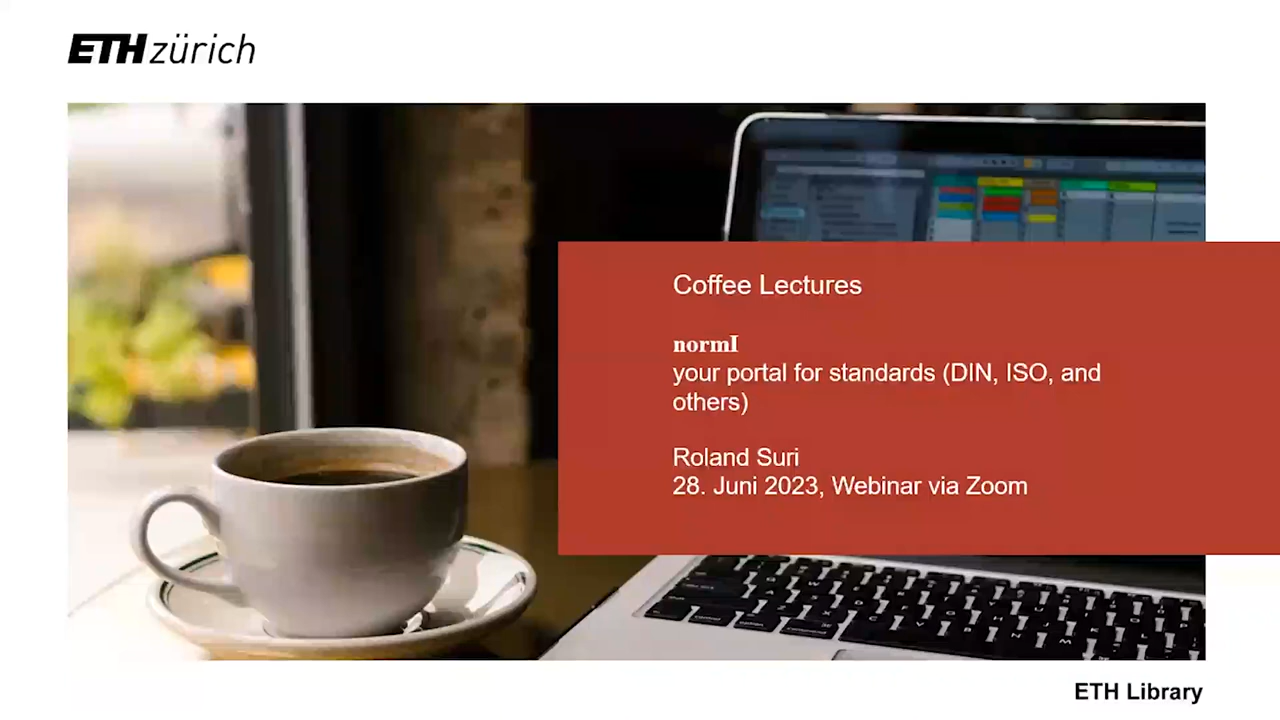 ETH zürich
Coffee Lectures
normI
your portal for standards (DIN, ISO, and
others)
Roland Suri
28. Juni 2023, Webinar via Zoom
ETH Library